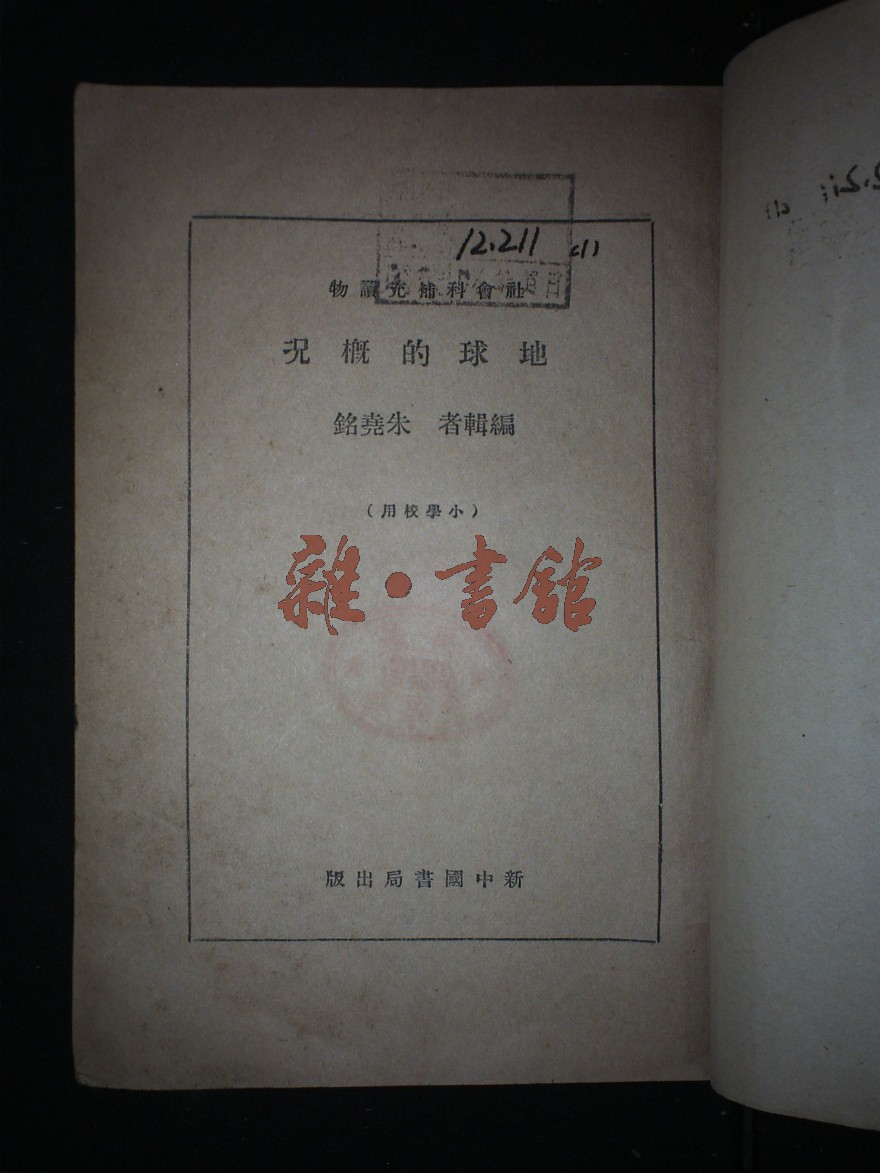 12.211 c1)
社會科補充讀物
地球的概況
編輯者 朱堯銘
(小學校用)
雜·書館
新中國書局出版